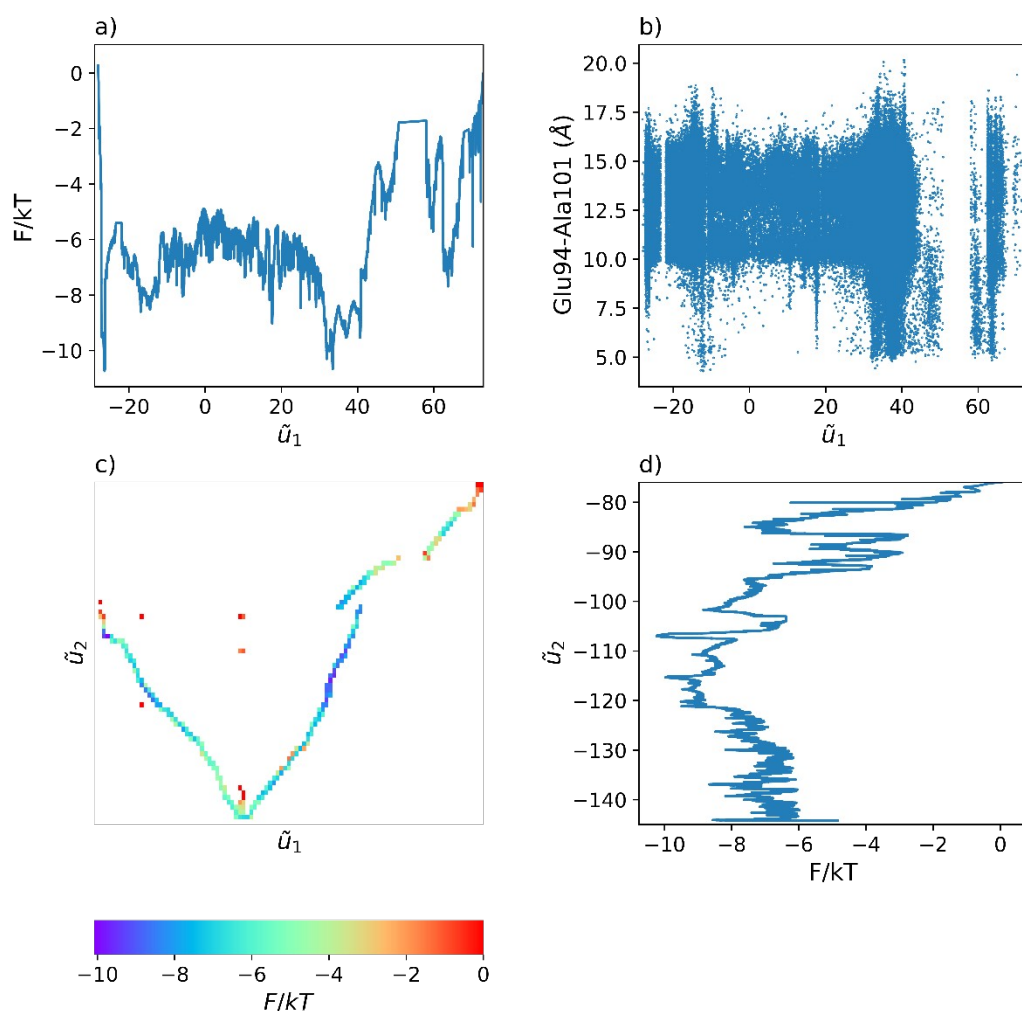 a)
0
−2
−4
−6
−8
−10
F/kT
−20 0 20 40 60
ũ₁
b)
20.0
17.5
15.0
12.5
10.0
7.5
5.0
Glu94-Ala101 (Å)
−20 0 20 40 60
ũ₁
c)
ũ₂
ũ₁
d)
−80
−90
−100
−110
−120
−130
−140
ũ₂
−10 −8 −6 −4 −2 0
F/kT
−10 −8 −6 −4 −2 0
F/kT